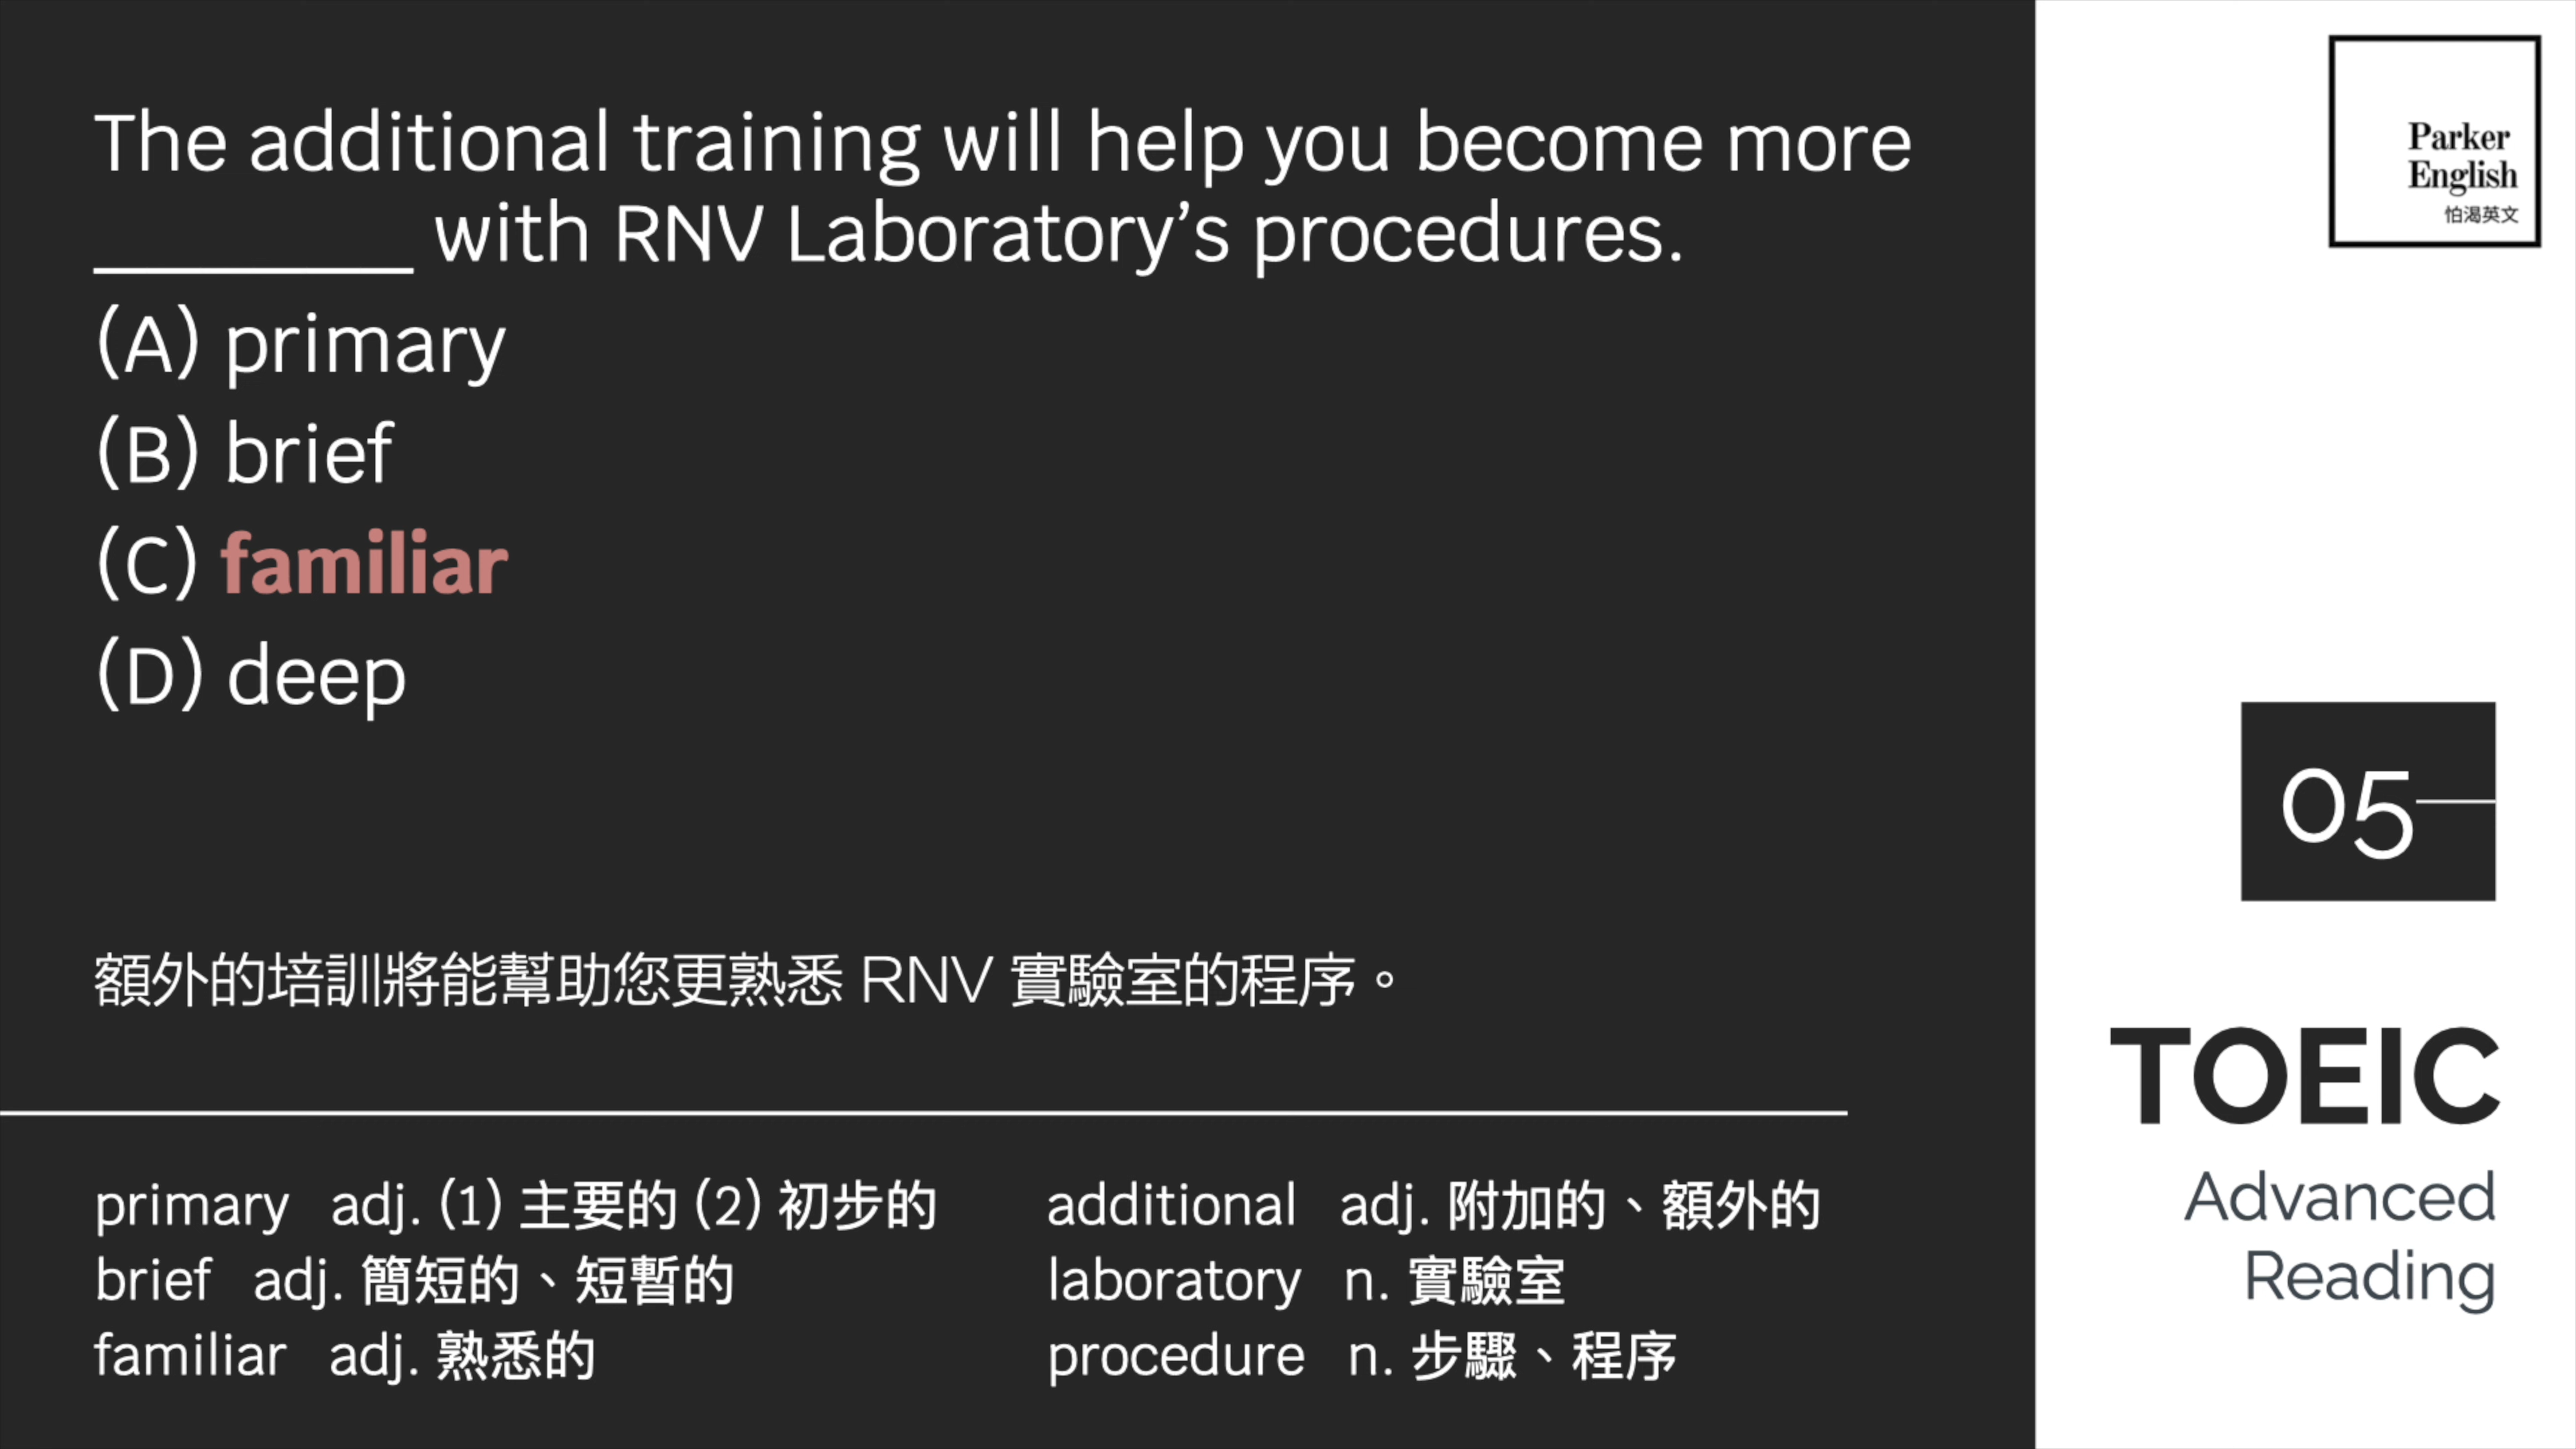 The additional training will help you become more
________ with RNV Laboratory’s procedures.
(A) primary
(B) brief
(C) familiar
(D) deep
額外的培訓將能幫助您更熟悉 RNV 實驗室的程序。
primary adj. (1) 主要的 (2) 初步的
brief adj. 簡短的、短暫的
familiar adj. 熟悉的
additional adj. 附加的、額外的
laboratory n. 實驗室
procedure n. 步驟、程序
Parker
English
怕渴英文
05
TOEIC
Advanced
Reading